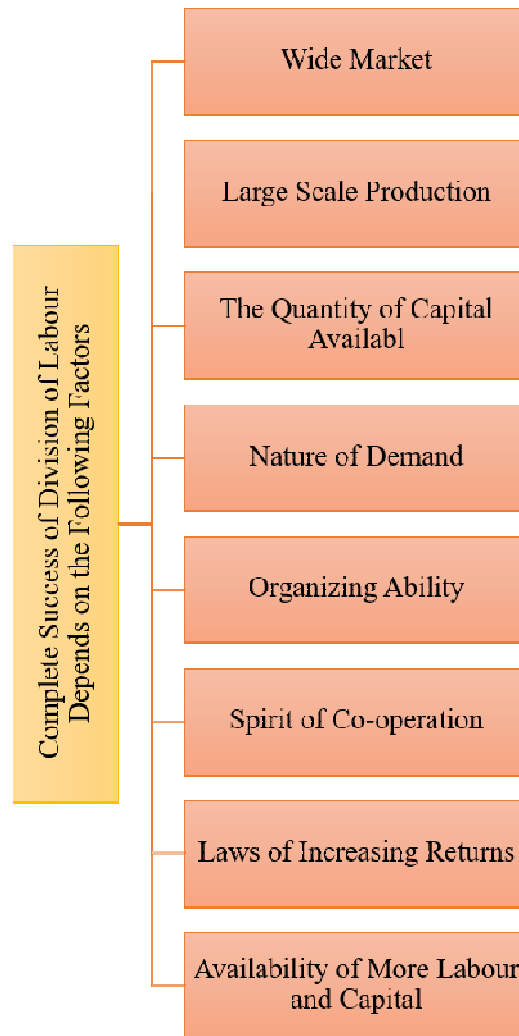 Complete Success of Division of Labour
Depends on the Following Factors
Wide Market
Large Scale Production
The Quantity of Capital
Availabl
Nature of Demand
Organizing Ability
Spirit of Co-operation
Laws of Increasing Returns
Availability of More Labour
and Capital